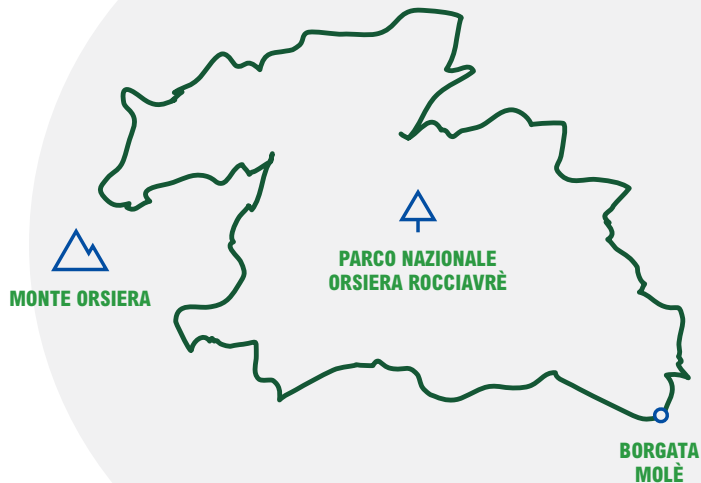 PARCO NAZIONALE
ORSIERA ROCCIAVRÈ
MONTE ORSIERA
BORGATA
MOLÈ